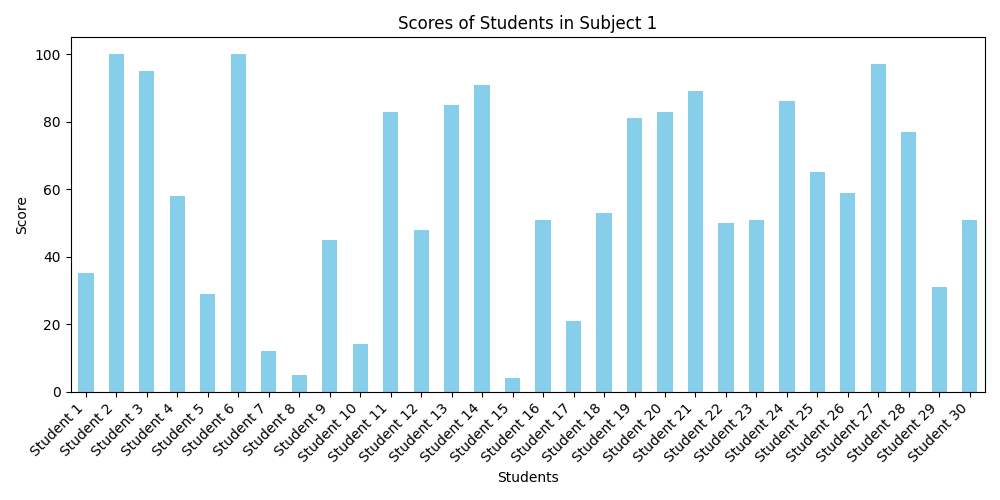 Scores of Students in Subject 1
Score
100
80
60
40
20
0
Student 1
Student 2
Student 3
Student 4
Student 5
Student 6
Student 7
Student 8
Student 9
Student 10
Student 11
Student 12
Student 13
Student 14
Student 15
Student 16
Student 17
Student 18
Student 19
Student 20
Student 21
Student 22
Student 23
Student 24
Student 25
Student 26
Student 27
Student 28
Student 29
Student 30
Students